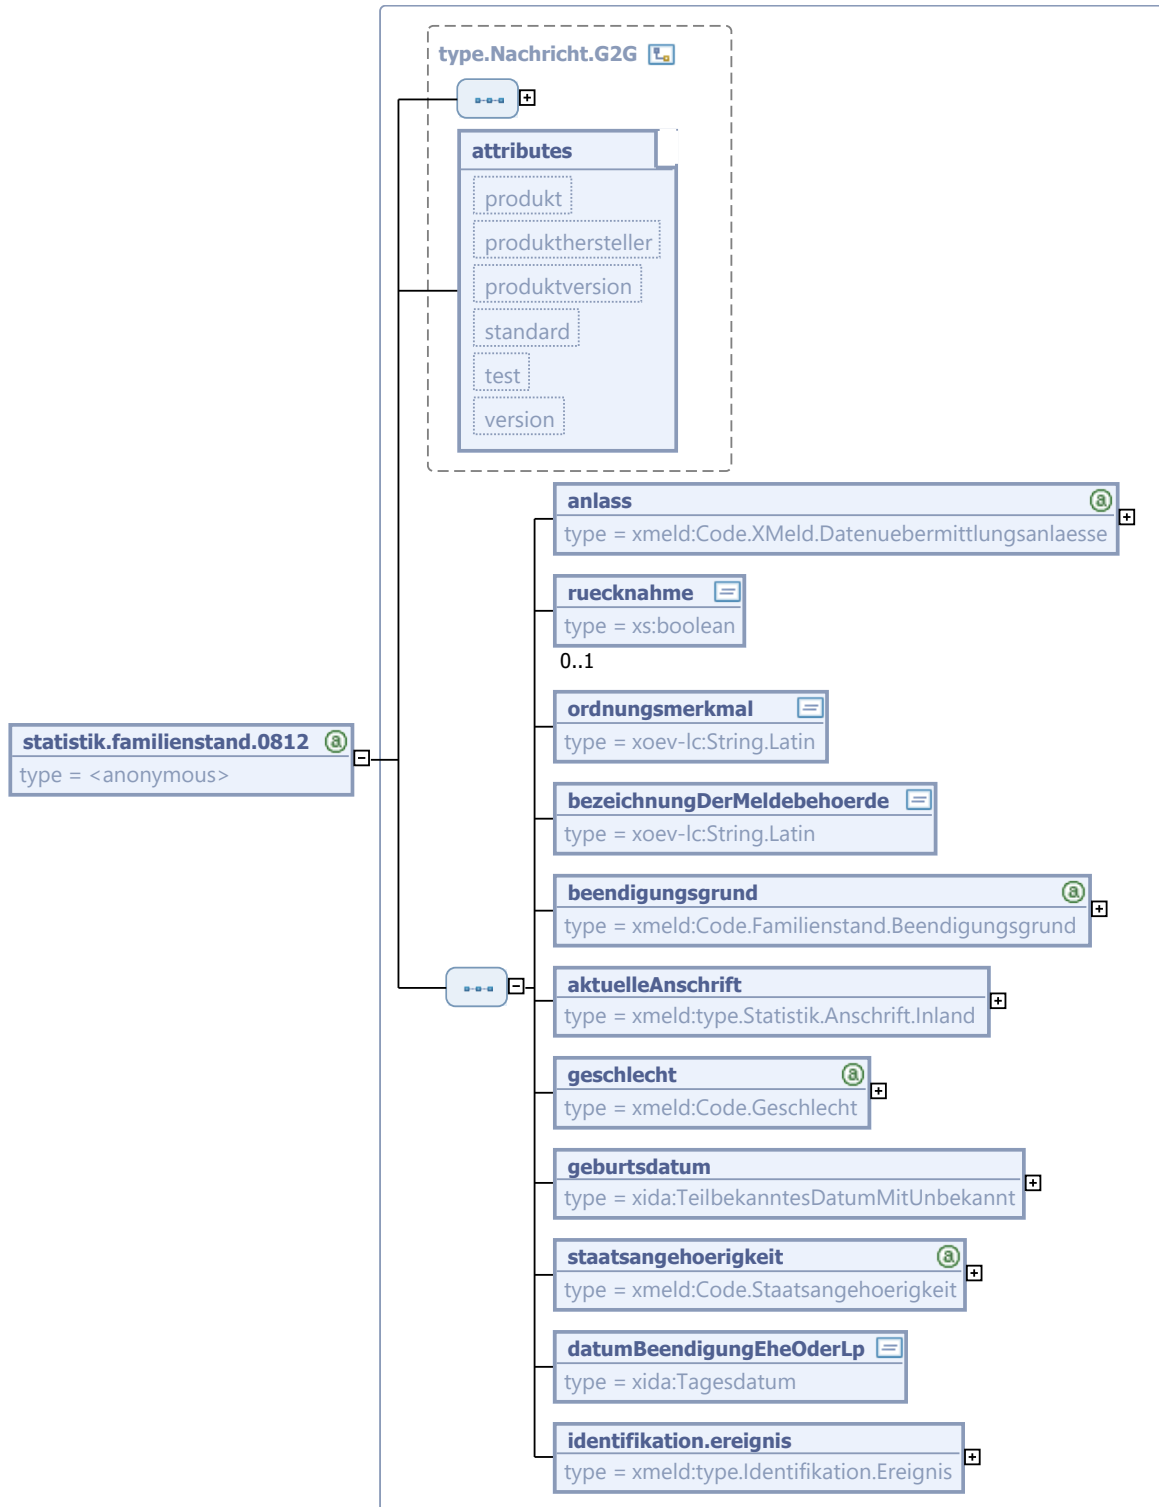 type.Nachricht.G2G
attributes
produkt
produkthersteller
produktversion
standard
test
version
anlass
type = xmeld:Code.XMeld.Datenuebermittlungsanlaesse
ruecknahme
type = xs:boolean
0..1
ordnungsmerkmal
type = xoev-lc:String.Latin
statistik.familienstand.0812
type = <anonymous>
bezeichnungDerMeldebehoerde
type = xoev-lc:String.Latin
beendigungsgrund
type = xmeld:Code.Familienstand.Beendigungsgrund
aktuelleAnschrift
type = xmeld:type.Statistik.Anschrift.Inland
geschlecht
type = xmeld:Code.Geschlecht
geburtsdatum
type = xida:TeilbekanntesDatumMitUnbekannt
staatsangehoerigkeit
type = xmeld:Code.Staatsangehoerigkeit
datumBeendigungEheOderLp
type = xida:Tagesdatum
identifikation.ereignis
type = xmeld:type.Identifikation.Ereignis